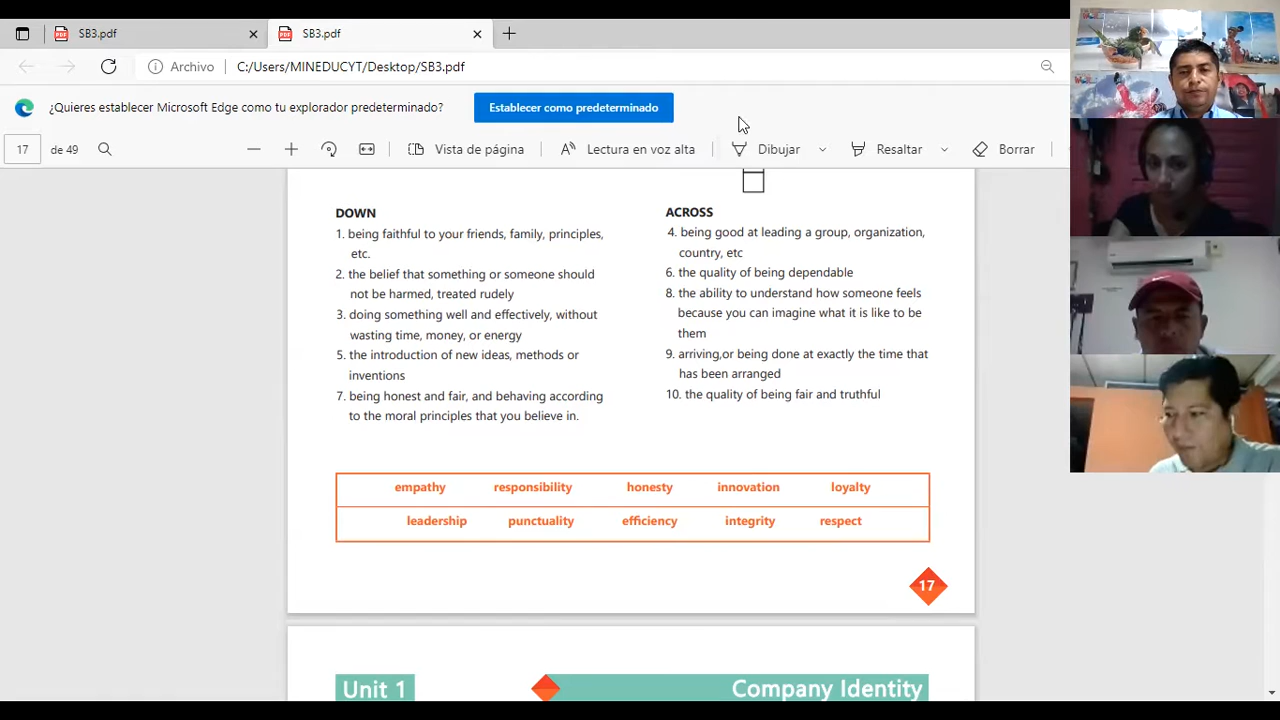 SB3.pdf
SB3.pdf
Archivo
C:/Users/MINEDUCYT/Desktop/SB3.pdf
¿Quieres establecer Microsoft Edge como tu explorador predeterminado?
Establecer como predeterminado
17 de 49
Vista de página
Lectura en voz alta
Dibujar
Resaltar
Borrar
DOWN
1. being faithful to your friends, family, principles,
etc.
2. the belief that something or someone should
not be harmed, treated rudely
3. doing something well and effectively, without
wasting time, money, or energy
5. the introduction of new ideas, methods or
inventions
7. being honest and fair, and behaving according
to the moral principles that you believe in.
ACROSS
4. being good at leading a group, organization,
country, etc
6. the quality of being dependable
8. the ability to understand how someone feels
because you can imagine what it is like to be
them
9. arriving,or being done at exactly the time that
has been arranged
10. the quality of being fair and truthful
empathy responsibility honesty innovation loyalty
leadership punctuality efficiency integrity respect
17
Unit 1
Company Identity